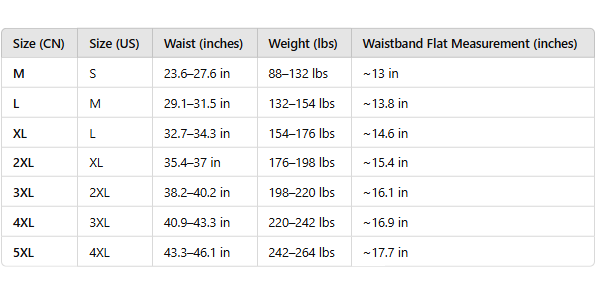 Size (CN) Size (US) Waist (inches) Weight (lbs) Waistband Flat Measurement (inches)
M S 23.6–27.6 in 88–132 lbs ~13 in
L M 29.1–31.5 in 132–154 lbs ~13.8 in
XL L 32.7–34.3 in 154–176 lbs ~14.6 in
2XL XL 35.4–37 in 176–198 lbs ~15.4 in
3XL 2XL 38.2–40.2 in 198–220 lbs ~16.1 in
4XL 3XL 40.9–43.3 in 220–242 lbs ~16.9 in
5XL 4XL 43.3–46.1 in 242–264 lbs ~17.7 in